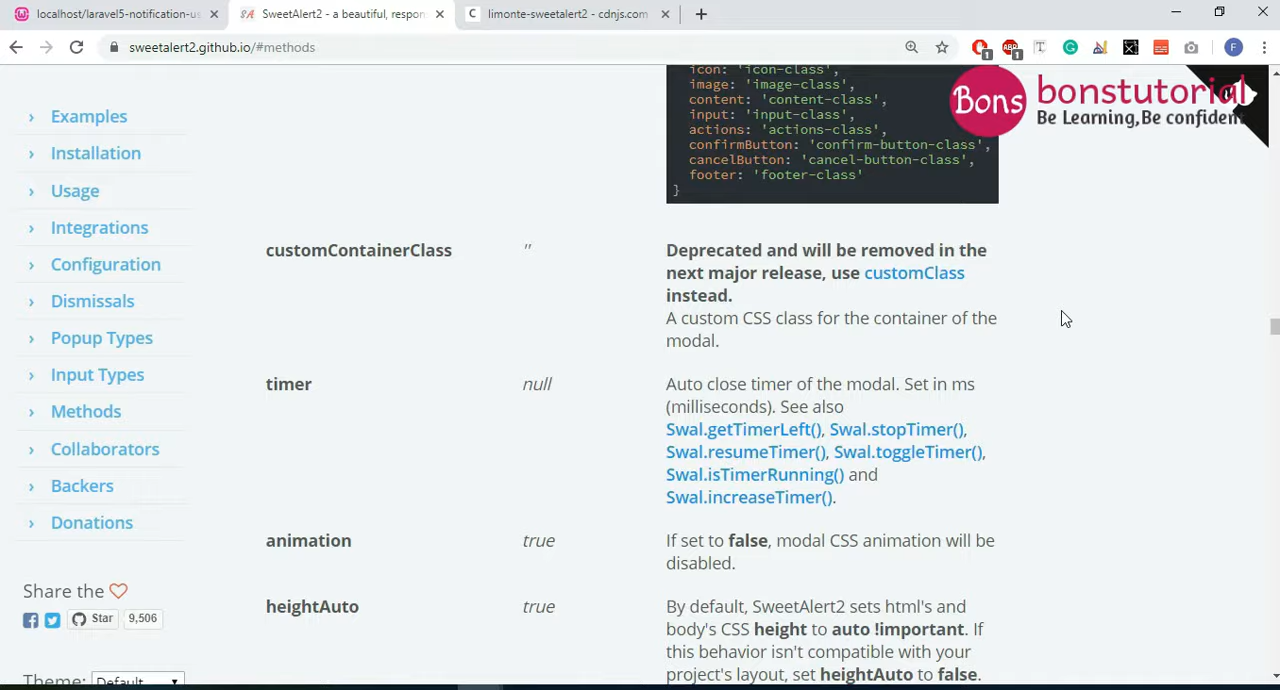 localhost/laravel5-notification-us
SweetAlert2 - a beautiful, respon
limonte-sweetalert2 - cdnjs.com
sweetalert2.github.io/#methods
Examples
Installation
Usage
Integrations
Configuration
Dismissals
Popup Types
Input Types
Methods
Collaborators
Backers
Donations
Share the
Star
9,506
Theme:
Default
icon: 'icon-class',
image: 'image-class',
content: 'content-class',
input: 'input-class',
actions: 'actions-class',
confirmButton: 'confirm-button-class',
cancelButton: 'cancel-button-class',
footer: 'footer-class'
}
Bons
bonstutorial
Be Learning,Be confident
customContainerClass
''
Deprecated and will be removed in the
next major release, use customClass
instead.
A custom CSS class for the container of the
modal.
timer
null
Auto close timer of the modal. Set in ms
(milliseconds). See also
Swal.getTimerLeft(), Swal.stopTimer(),
Swal.resumeTimer(), Swal.toggleTimer(),
Swal.isTimerRunning() and
Swal.increaseTimer().
animation
true
If set to false, modal CSS animation will be
disabled.
heightAuto
true
By default, SweetAlert2 sets html's and
body's CSS height to auto !important. If
this behavior isn't compatible with your
project's layout, set heightAuto to false.